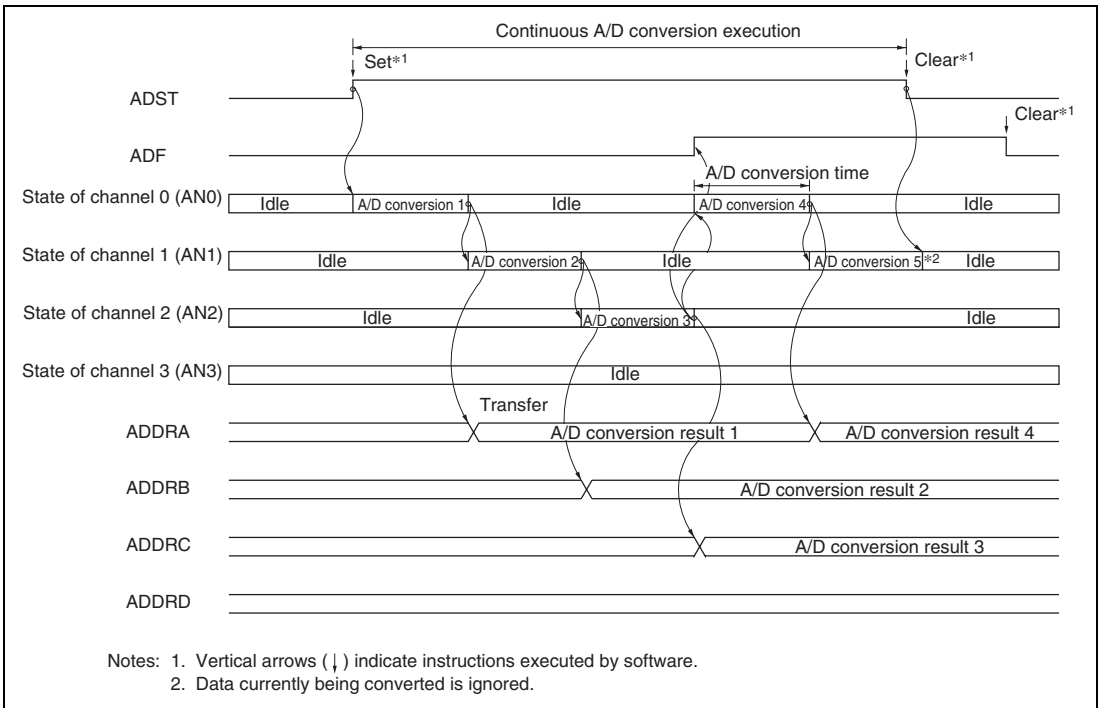 Continuous A/D conversion execution
Set*1 Clear*1
ADST
Clear*1
ADF
A/D conversion time
State of channel 0 (AN0) Idle A/D conversion 1 Idle A/D conversion 4 Idle
State of channel 1 (AN1) Idle A/D conversion 2 Idle A/D conversion 5 *2 Idle
State of channel 2 (AN2) Idle A/D conversion 3 Idle
State of channel 3 (AN3) Idle
Transfer
ADDRA A/D conversion result 1 A/D conversion result 4
ADDRB A/D conversion result 2
ADDRC A/D conversion result 3
ADDRD
Notes: 1. Vertical arrows (↓) indicate instructions executed by software.
2. Data currently being converted is ignored.